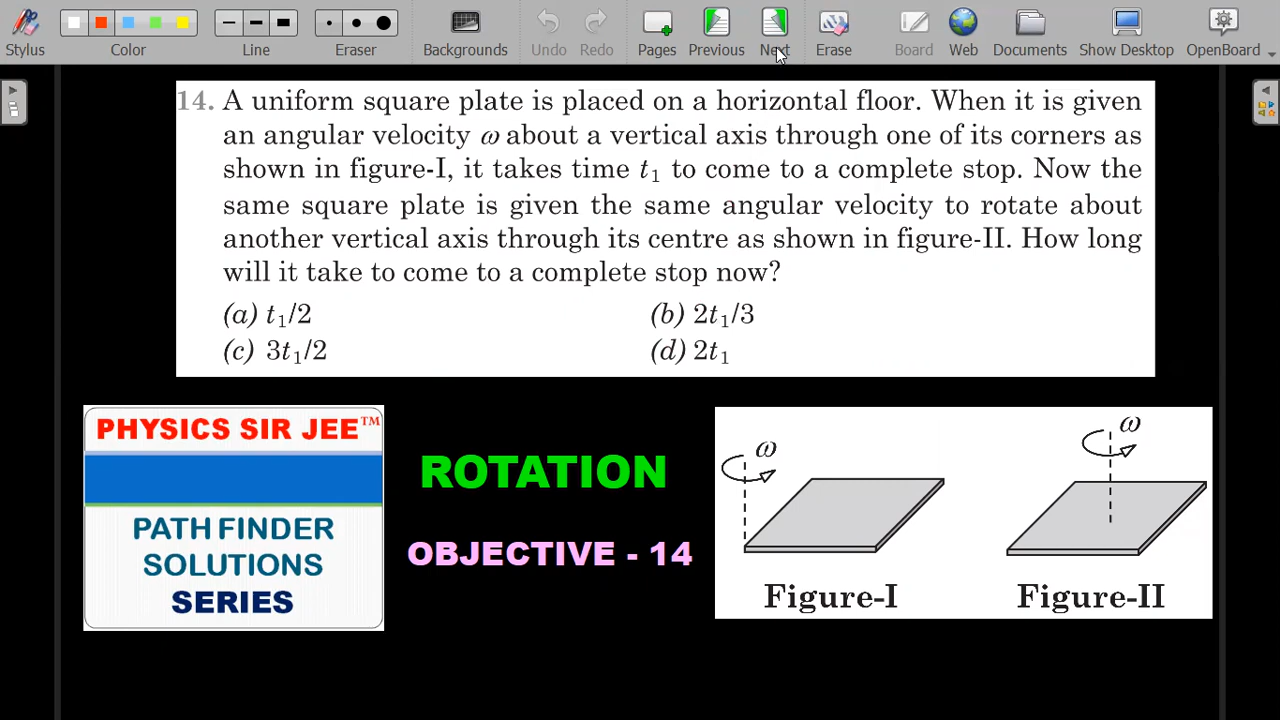 Stylus
Color
Line
Eraser
Backgrounds
Undo
Redo
Pages
Previous
Next
Erase
Board
Web
Documents
Show Desktop
OpenBoard
14. A uniform square plate is placed on a horizontal floor. When it is given
an angular velocity ω about a vertical axis through one of its corners as
shown in figure-I, it takes time t₁ to come to a complete stop. Now the
same square plate is given the same angular velocity to rotate about
another vertical axis through its centre as shown in figure-II. How long
will it take to come to a complete stop now?
(a) t₁/2
(b) 2t₁/3
(c) 3t₁/2
(d) 2t₁
PHYSICS SIR JEE™
PATH FINDER
SOLUTIONS
SERIES
ROTATION
OBJECTIVE - 14
ω
ω
Figure-I
Figure-II